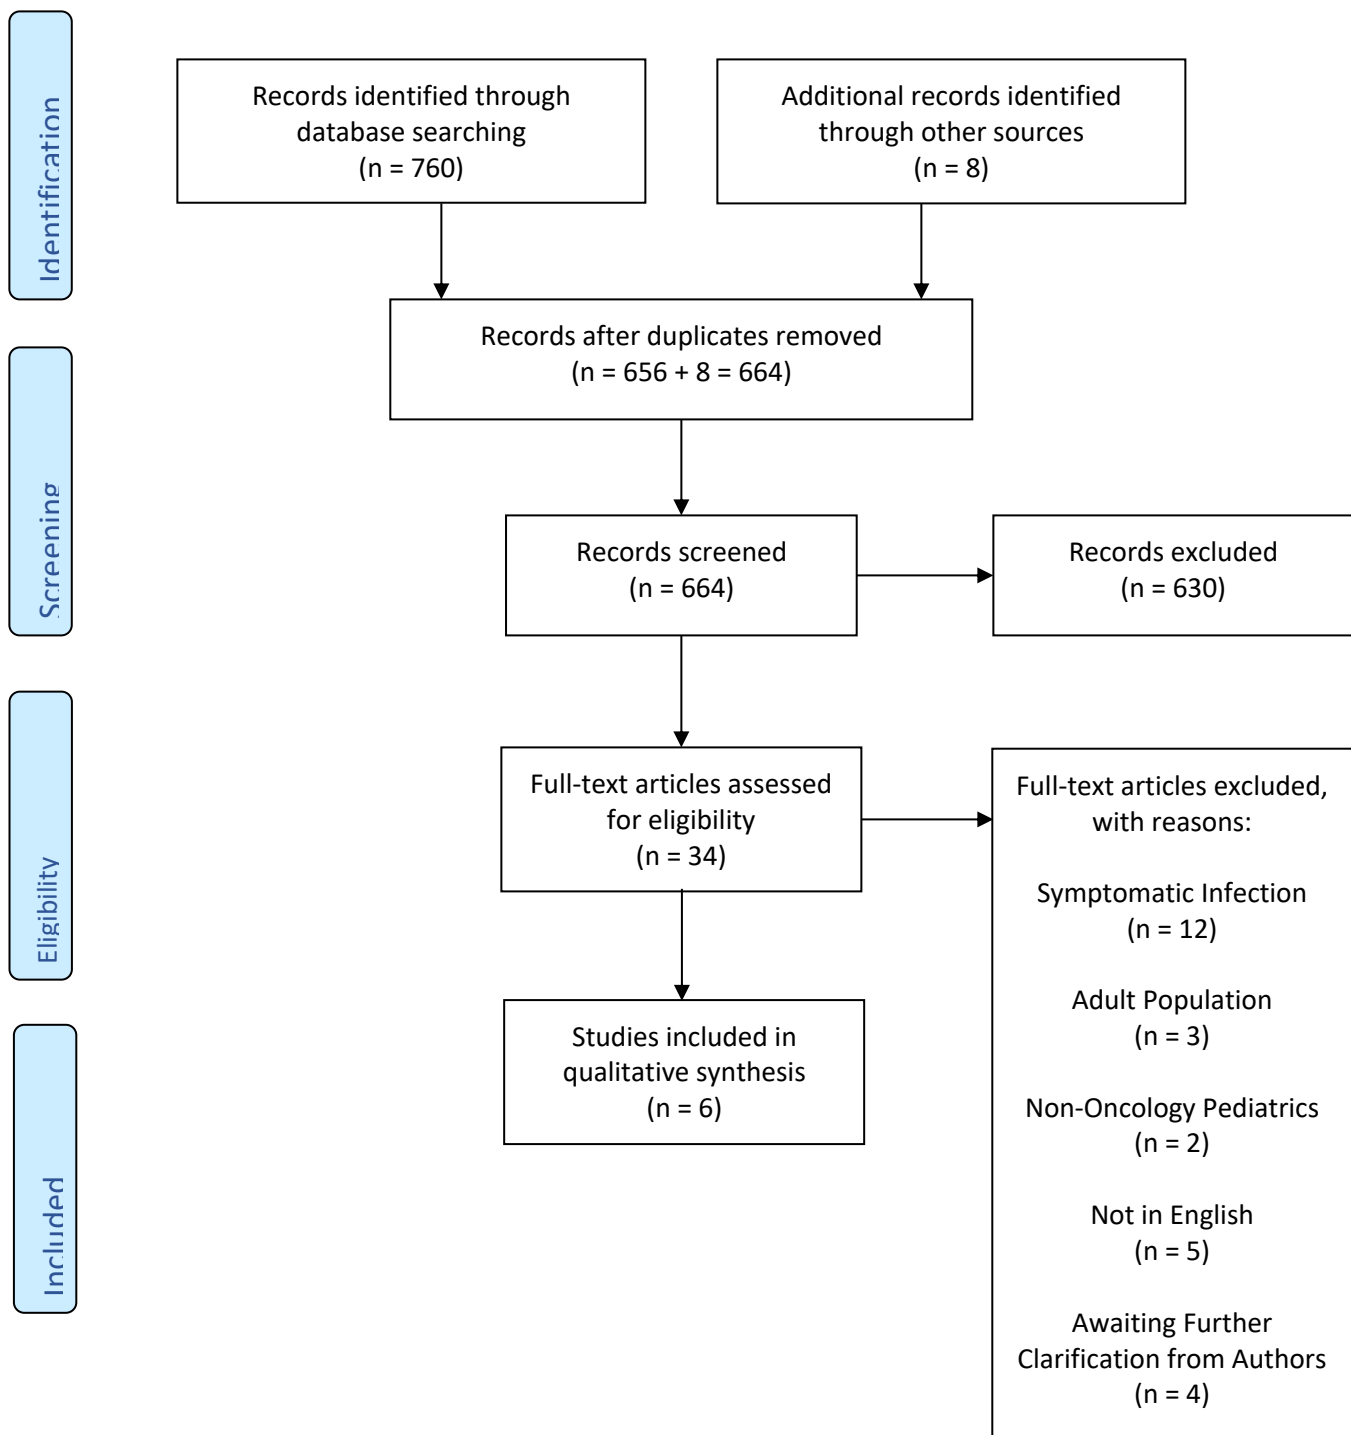 Identification
Records identified through
database searching
(n = 760)
Additional records identified
through other sources
(n = 8)
Records after duplicates removed
(n = 656 + 8 = 664)
Screening
Records screened
(n = 664)
Records excluded
(n = 630)
Eligibility
Full-text articles assessed
for eligibility
(n = 34)
Full-text articles excluded,
with reasons:
Symptomatic Infection
(n = 12)
Adult Population
(n = 3)
Non-Oncology Pediatrics
(n = 2)
Not in English
(n = 5)
Awaiting Further
Clarification from Authors
(n = 4)
Included
Studies included in
qualitative synthesis
(n = 6)